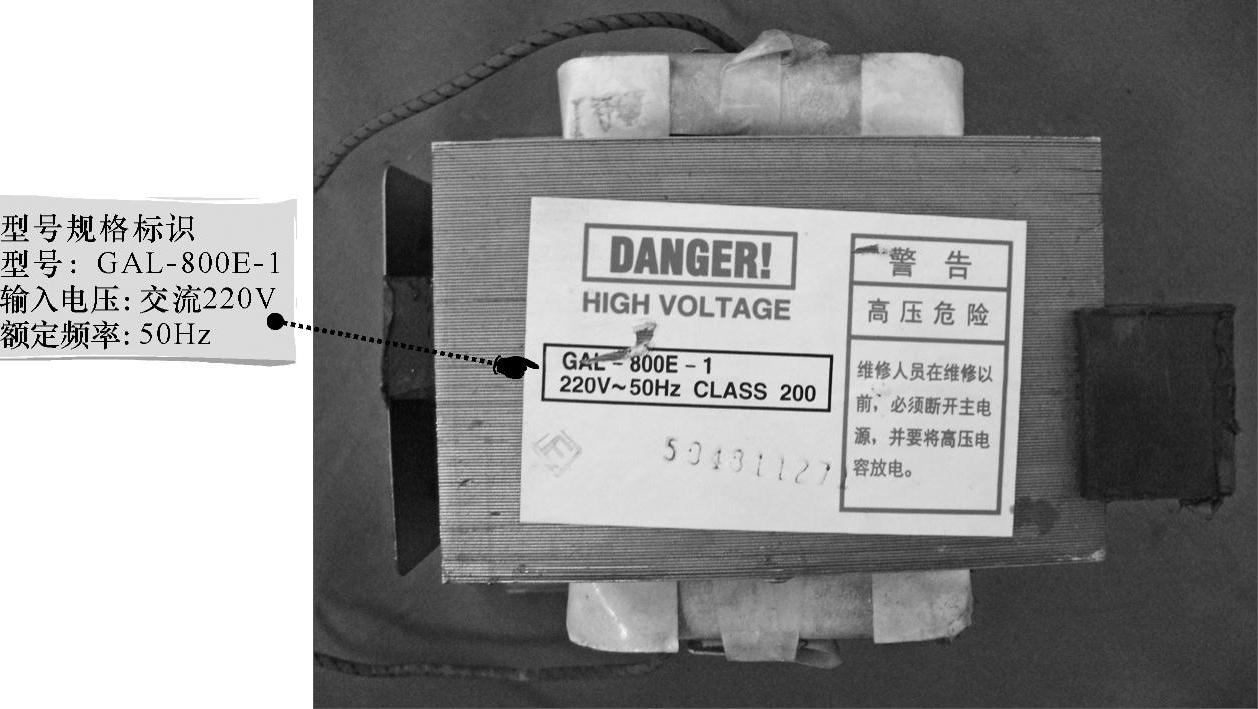 型号规格标识
型号: GAL-800E-1
输入电压: 交流220V
额定频率: 50Hz
DANGER!
HIGH VOLTAGE
GAL-800E-1
220V~50Hz CLASS 200
警 告
高 压 危 险
维修人员在维修以
前，必须断开主电
源，并要将高压电
容放电。